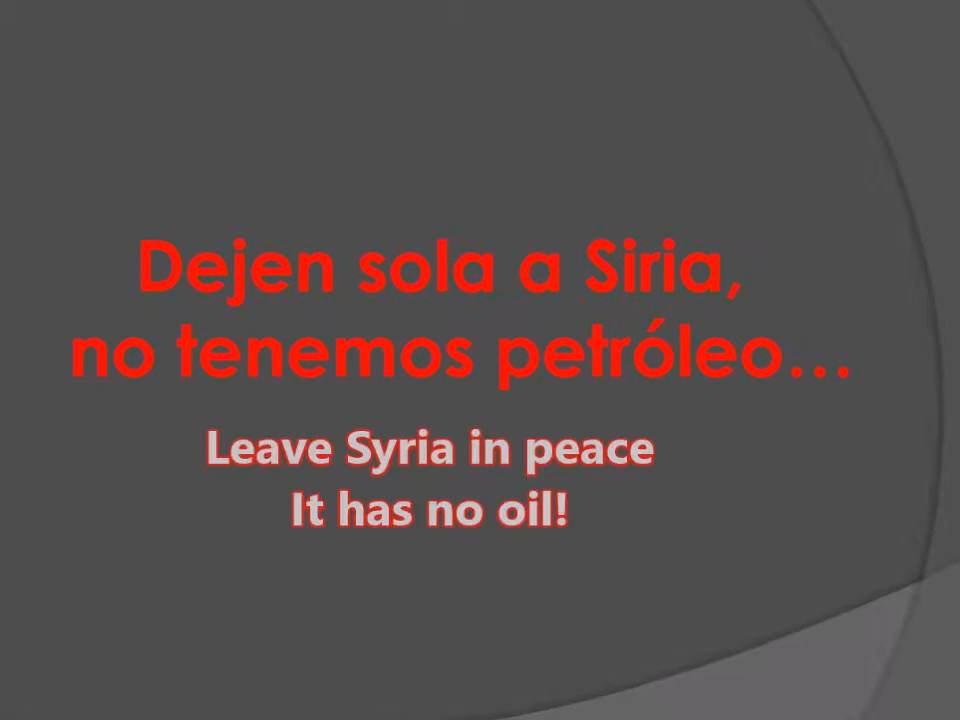 Dejen sola a Siria,
no tenemos petróleo...
Leave Syria in peace
It has no oil!